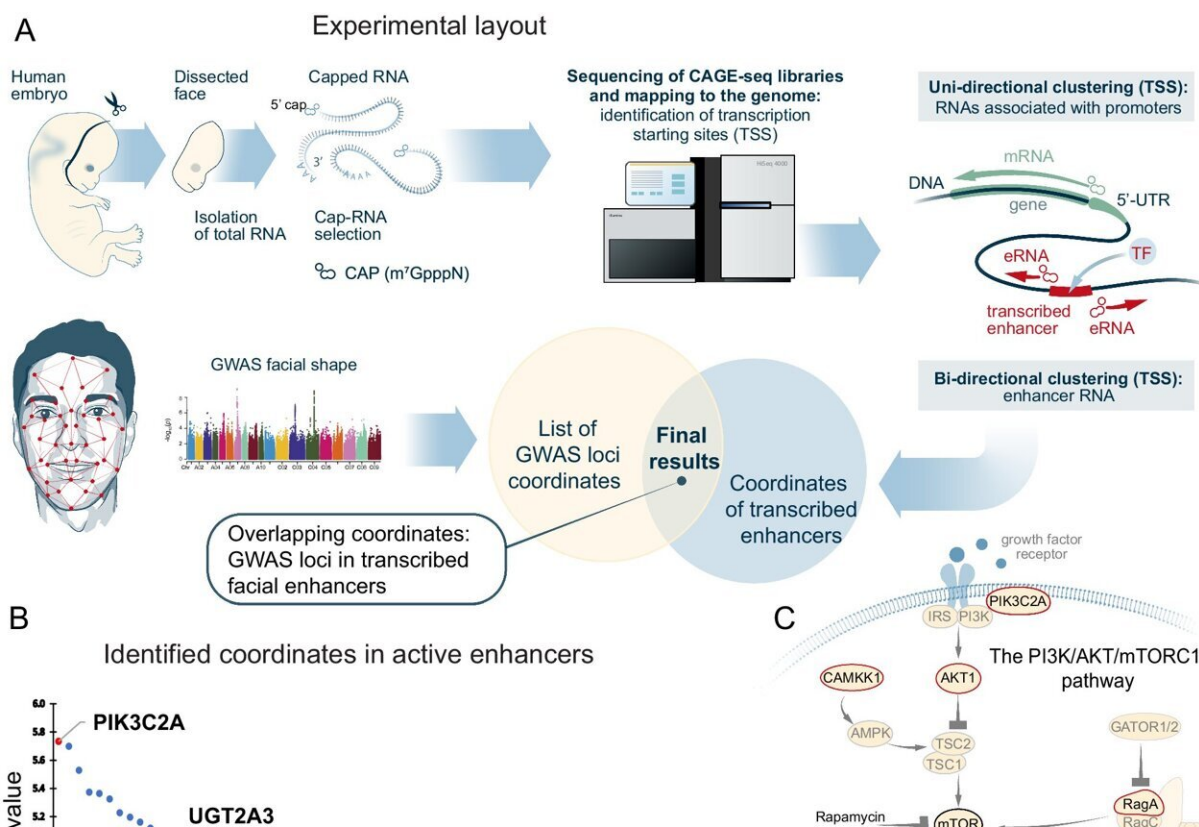 A
Experimental layout
Human
embryo
Dissected
face
Isolation
of total RNA
Capped RNA
5' cap
3'
AAA
AAAA
Cap-RNA
selection
CAP (m⁷GpppN)
Sequencing of CAGE-seq libraries
and mapping to the genome:
identification of transcription
starting sites (TSS)
HiSeq 4000
Uni-directional clustering (TSS):
RNAs associated with promoters
mRNA
DNA
gene
5'-UTR
eRNA
TF
transcribed
enhancer
eRNA
Bi-directional clustering (TSS):
enhancer RNA
GWAS facial shape
-log₁₀(p)
List of
GWAS loci
coordinates
Final
results
Coordinates
of transcribed
enhancers
Overlapping coordinates:
GWAS loci in transcribed
facial enhancers
B
Identified coordinates in active enhancers
6.0
5.8
5.6
5.4
5.2
value
PIK3C2A
UGT2A3
C
growth factor
receptor
PIK3C2A
IRS
PI3K
The PI3K/AKT/mTORC1
pathway
CAMKK1
AKT1
AMPK
TSC2
TSC1
GATOR1/2
RagA
RagC
Rapamycin
mTOR